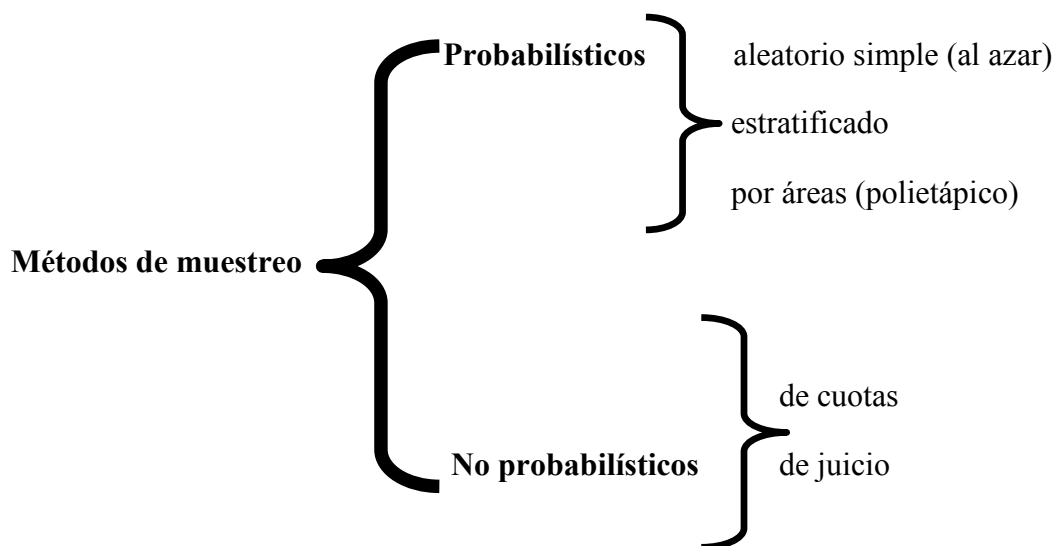 Probabilísticos
aleatorio simple (al azar)
estratificado
por áreas (polietápico)
Métodos de muestreo
de cuotas
No probabilísticos
de juicio